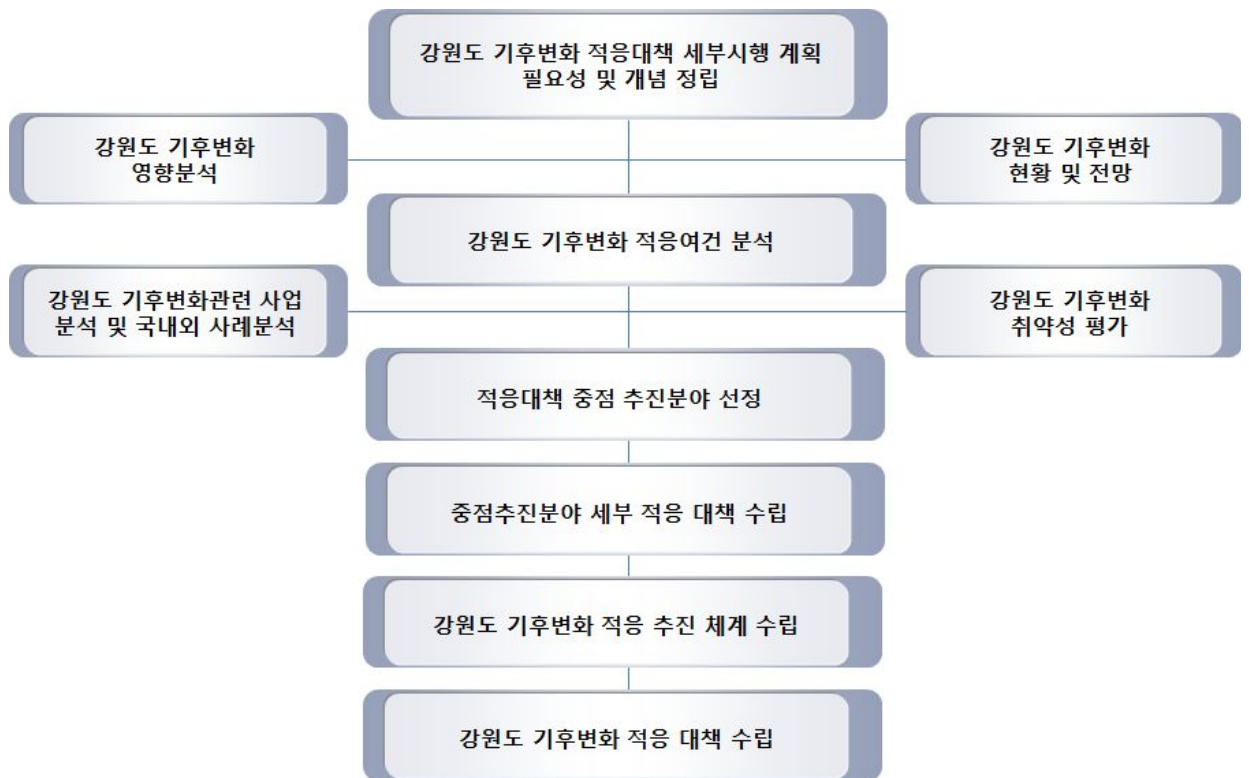 강원도 기후변화 적응대책 세부시행 계획
필요성 및 개념 정립
강원도 기후변화
영향분석
강원도 기후변화
현황 및 전망
강원도 기후변화 적응여건 분석
강원도 기후변화관련 사업
분석 및 국내외 사례분석
강원도 기후변화
취약성 평가
적응대책 중점 추진분야 선정
중점추진분야 세부 적응 대책 수립
강원도 기후변화 적응 추진 체계 수립
강원도 기후변화 적응 대책 수립